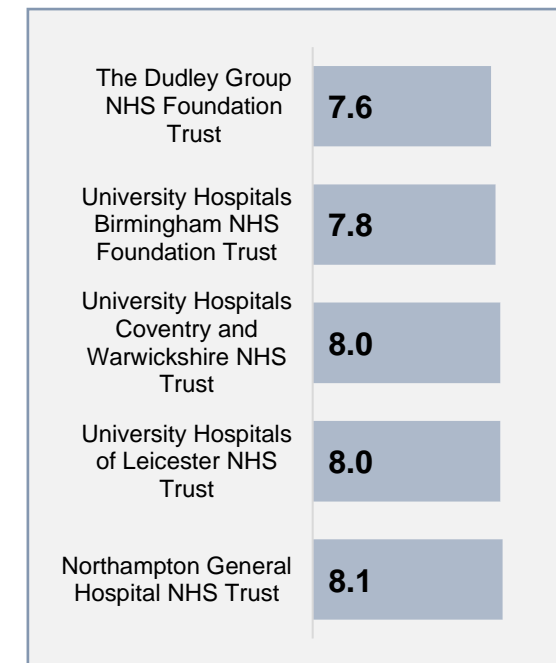 The Dudley Group
NHS Foundation
Trust
7.6
University Hospitals
Birmingham NHS
Foundation Trust
7.8
University Hospitals
Coventry and
Warwickshire NHS
Trust
8.0
University Hospitals
of Leicester NHS
Trust
8.0
Northampton General
Hospital NHS Trust
8.1